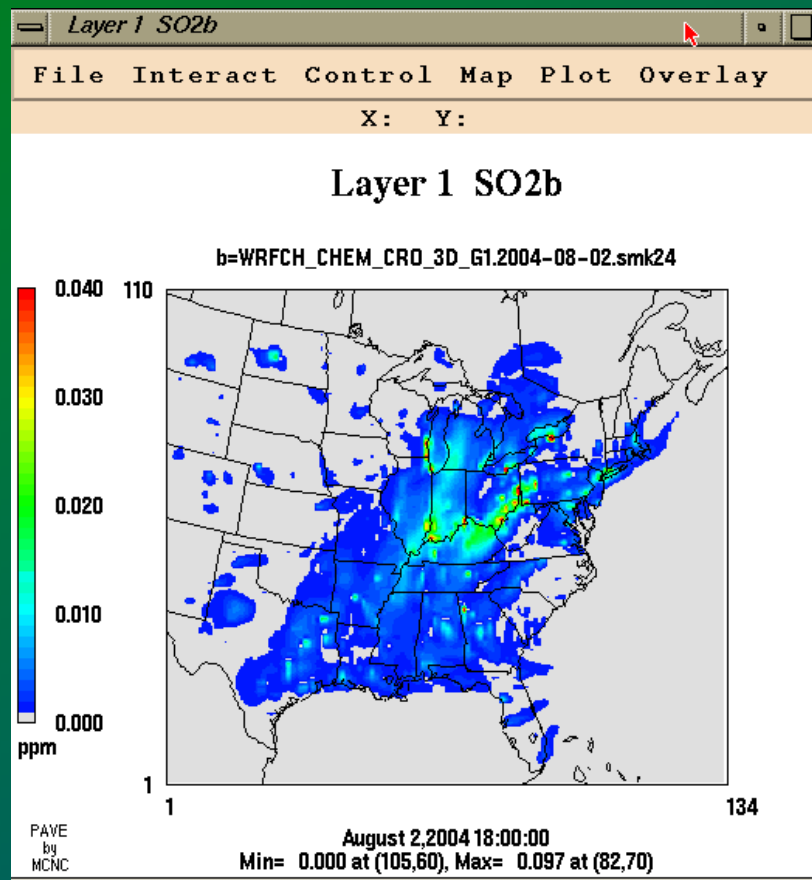 Layer 1 SO2b
File Interact Control Map Plot Overlay
X: Y:
Layer 1 SO2b
b=WRFCH_CHEM_CRO_3D_G1.2004-08-02.smk24
0.040
0.030
0.020
0.010
0.000
ppm
110
1
1
134
PAVE
by
MCNC
August 2,2004 18:00:00
Min= 0.000 at (105,60), Max= 0.097 at (82,70)